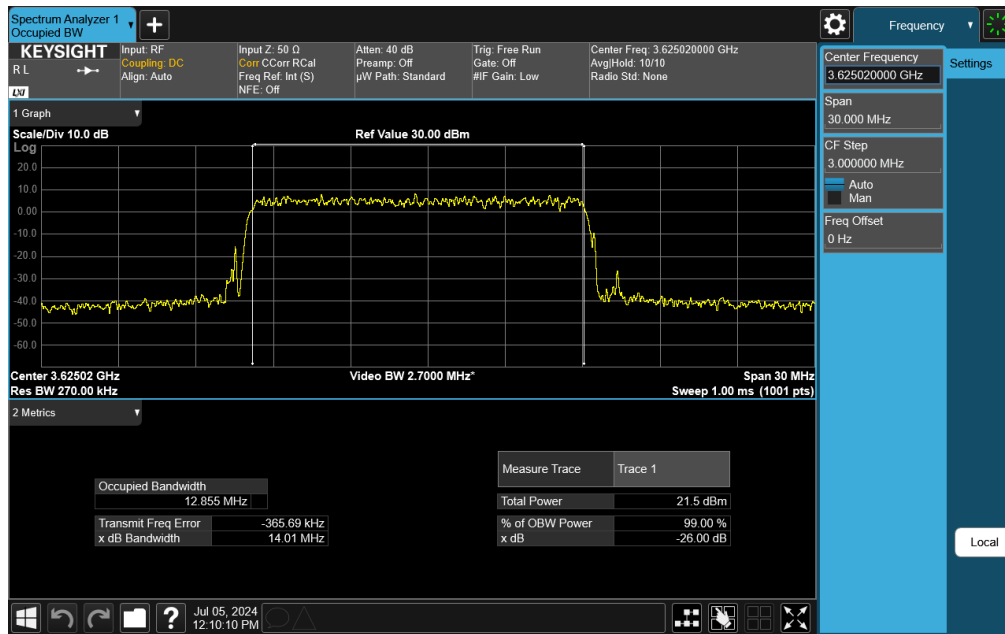 Spectrum Analyzer 1
Occupied BW
Frequency
KEYSIGHT
R L
LXI
Input: RF
Coupling: DC
Align: Auto
Input Z: 50 Ω
Corr CCorr RCal
Freq Ref: Int (S)
NFE: Off
Atten: 40 dB
Preamp: Off
µW Path: Standard
Trig: Free Run
Gate: Off
#IF Gain: Low
Center Freq: 3.625020000 GHz
Avg|Hold: 10/10
Radio Std: None
Center Frequency
3.625020000 GHz
Settings
Span
30.000 MHz
CF Step
3.000000 MHz
Auto
Man
Freq Offset
0 Hz
Local
1 Graph
Scale/Div 10.0 dB
Ref Value 30.00 dBm
Log
20.0
10.0
0.00
-10.0
-20.0
-30.0
-40.0
-50.0
-60.0
Center 3.62502 GHz
Video BW 2.7000 MHz*
Span 30 MHz
Res BW 270.00 kHz
Sweep 1.00 ms (1001 pts)
2 Metrics
Measure Trace Trace 1
Occupied Bandwidth
12.855 MHz
Total Power 21.5 dBm
Transmit Freq Error -365.69 kHz
% of OBW Power 99.00 %
x dB Bandwidth 14.01 MHz
x dB -26.00 dB
?
Jul 05, 2024
12:10:10 PM